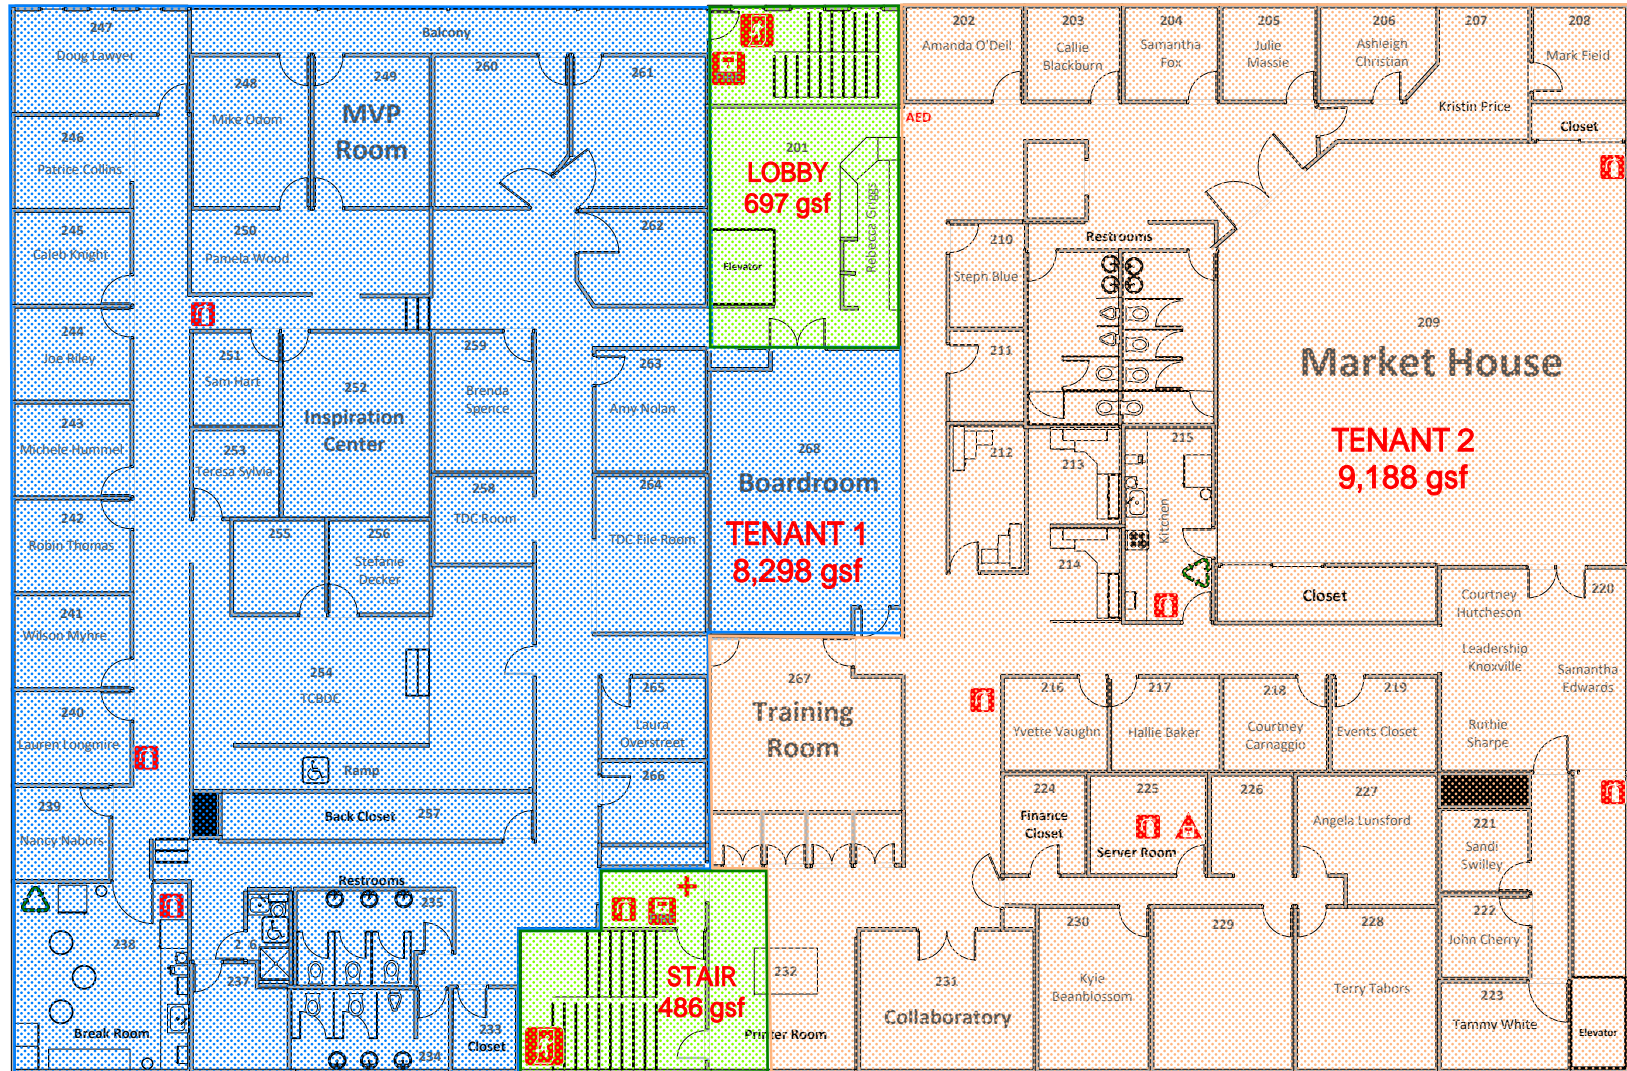 247
Doug Lawyer
Balcony
248
Mike Odom
249
MVP
Room
260
261
246
Patrice Collins
245
Caleb Knight
250
Pamela Wood
262
201
LOBBY
697 gsf
Rebecca Griggs
Elevator
202
Amanda O'Dell
203
Callie
Blackburn
204
Samantha
Fox
205
Julie
Massie
206
Ashleigh
Christian
207
Kristin Price
208
Mark Field
Closet
AED
210
Steph Blue
Restrooms
211
209
Market House
TENANT 2
9,188 gsf
244
Joe Riley
251
Sam Hart
252
Inspiration
Center
259
Brenda
Spence
263
Amy Nolan
243
Michele Hummel
253
Teresa Sylvia
258
TDC Room
264
TDC File Room
268
Boardroom
TENANT 1
8,298 gsf
212
213
215
Kitchen
214
Closet
242
Robin Thomas
255
256
Stefanie
Decker
241
Wilson Myhre
254
TCBDC
240
Lauren Longmire
Ramp
265
Laura
Overstreet
266
267
Training
Room
216
Yvette Vaughn
217
Hallie Baker
218
Courtney
Carnaggio
219
Events Closet
220
Courtney
Hutcheson
Leadership
Knoxville
Samantha
Edwards
Ruthie
Sharpe
239
Nancy Nabors
Back Closet
257
224
Finance
Closet
225
Server Room
226
227
Angela Lunsford
221
Sandi
Swilley
222
John Cherry
223
Tammy White
Elevator
238
Break Room
Restrooms
235
237
234
233
Closet
STAIR
486 gsf
232
Printer Room
231
Collaboratory
230
Kyle
Beanblossom
229
228
Terry Tabors